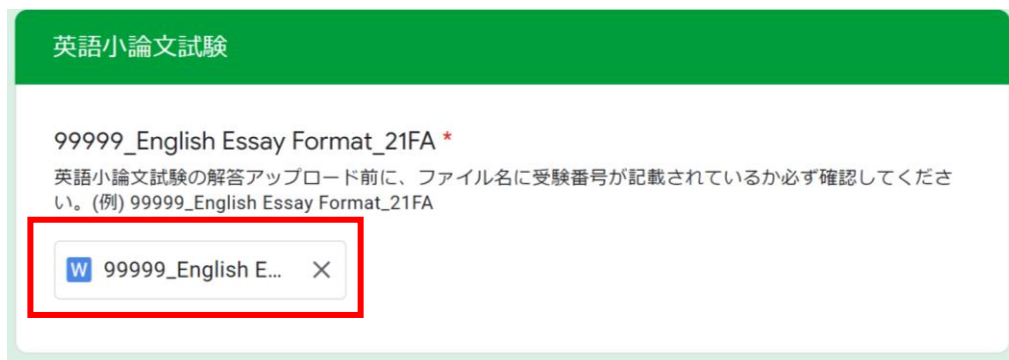 英語小論文試験
99999_English Essay Format_21FA *
英語小論文試験の解答アップロード前に、ファイル名に受験番号が記載されているか必ず確認してくださ
い。(例) 99999_English Essay Format_21FA
W 99999_English E... ×